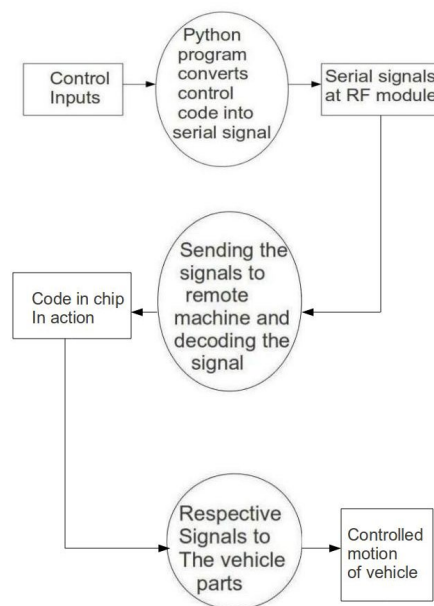 Control
Inputs
Python
program
converts
control
code into
serial signal
Serial signals
at RF module
Sending the
signals to
remote
machine and
decoding the
signal
Code in chip
In action
Respective
Signals to
The vehicle
parts
Controlled
motion
of vehicle